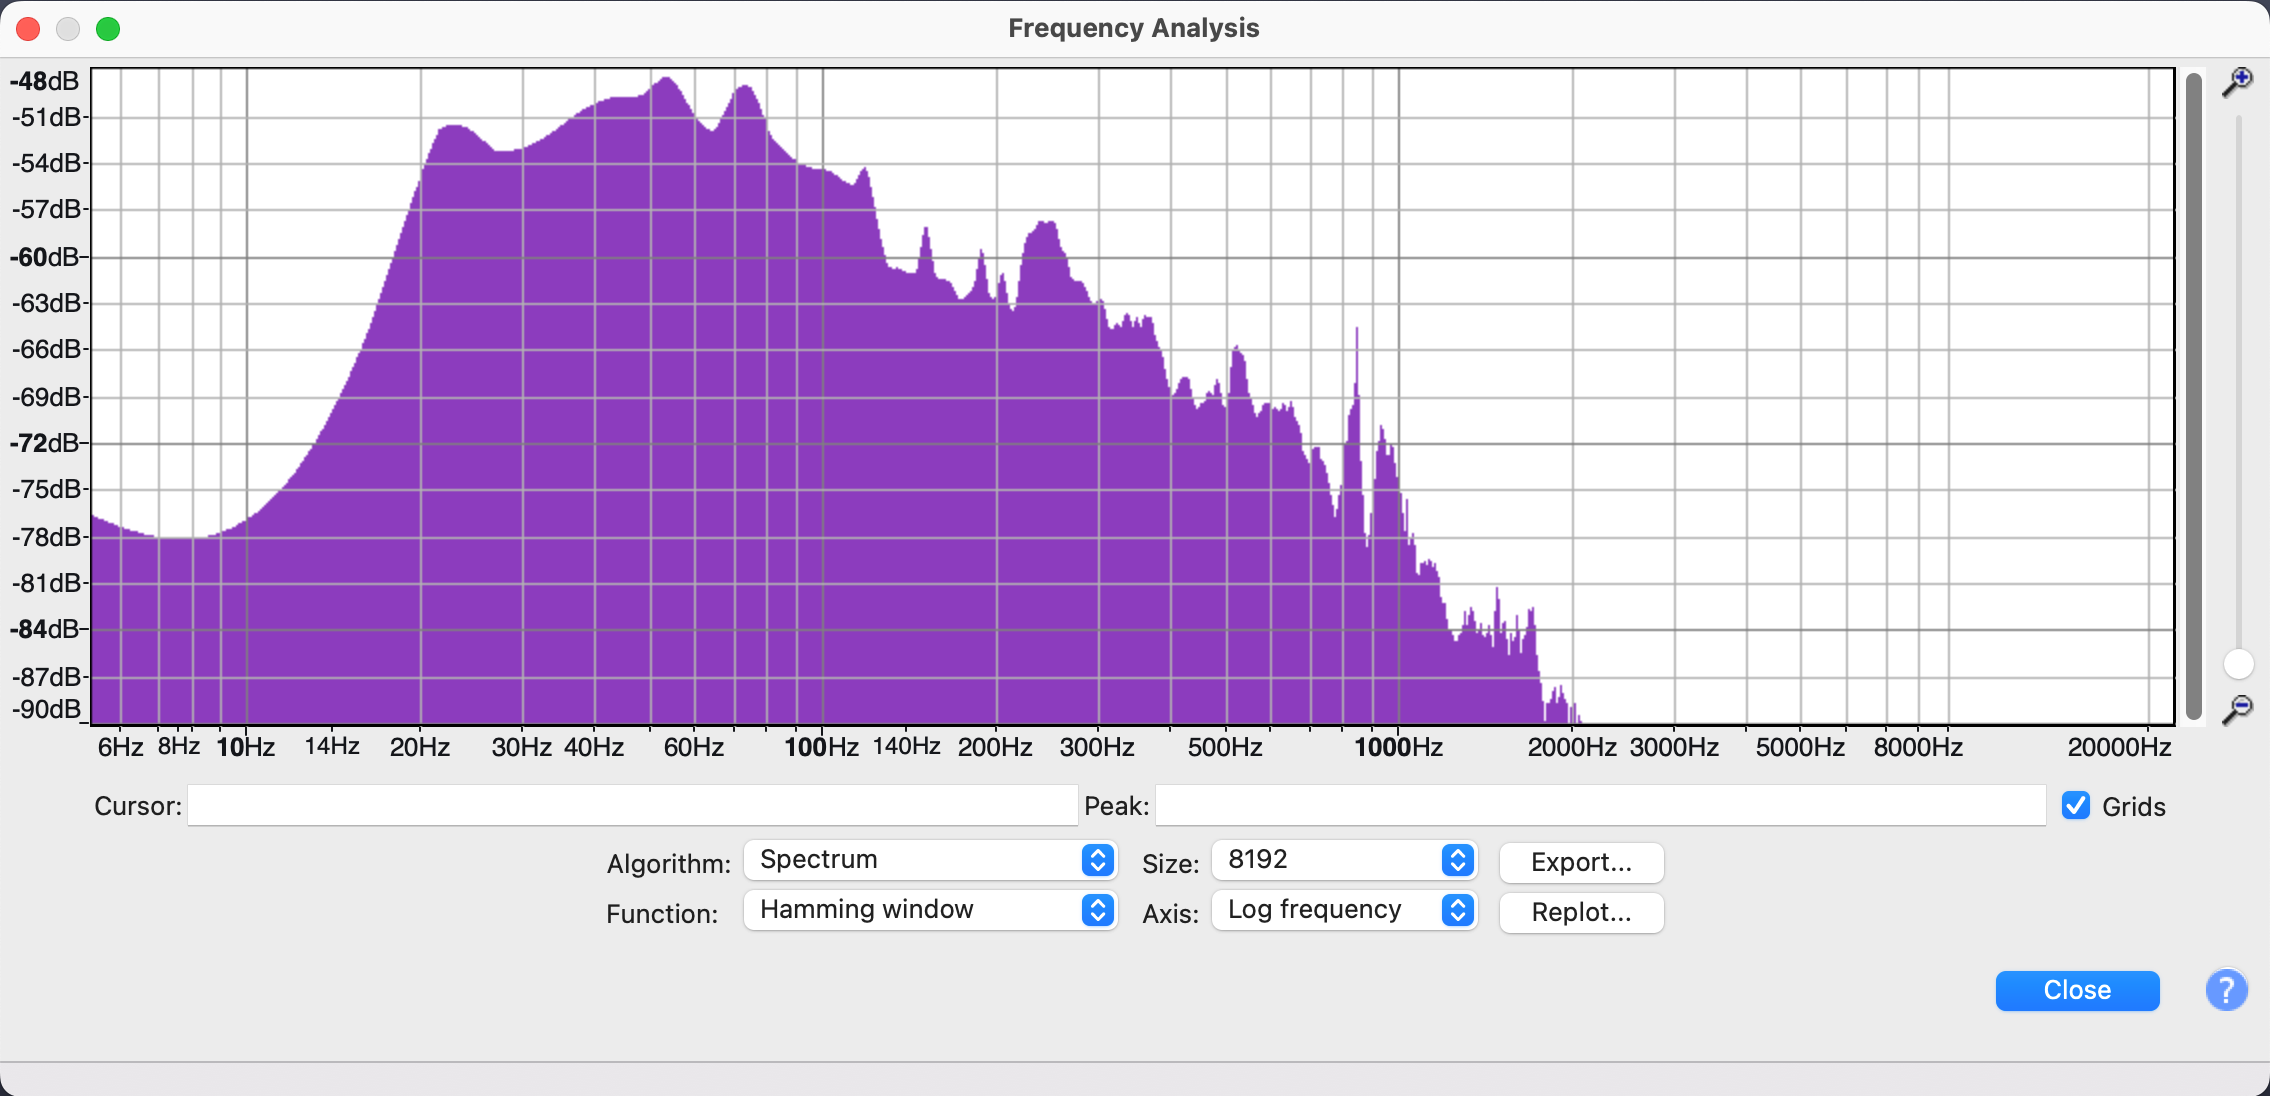 Frequency Analysis
-48dB
-51dB
-54dB
-57dB
-60dB
-63dB
-66dB
-69dB
-72dB
-75dB
-78dB
-81dB
-84dB
-87dB
-90dB
6Hz 8Hz 10Hz 14Hz 20Hz 30Hz 40Hz 60Hz 100Hz 140Hz 200Hz 300Hz 500Hz 1000Hz 2000Hz 3000Hz 5000Hz 8000Hz 20000Hz
Cursor: Peak: Grids
Algorithm: Spectrum Size: 8192 Export...
Function: Hamming window Axis: Log frequency Replot...
Close ?